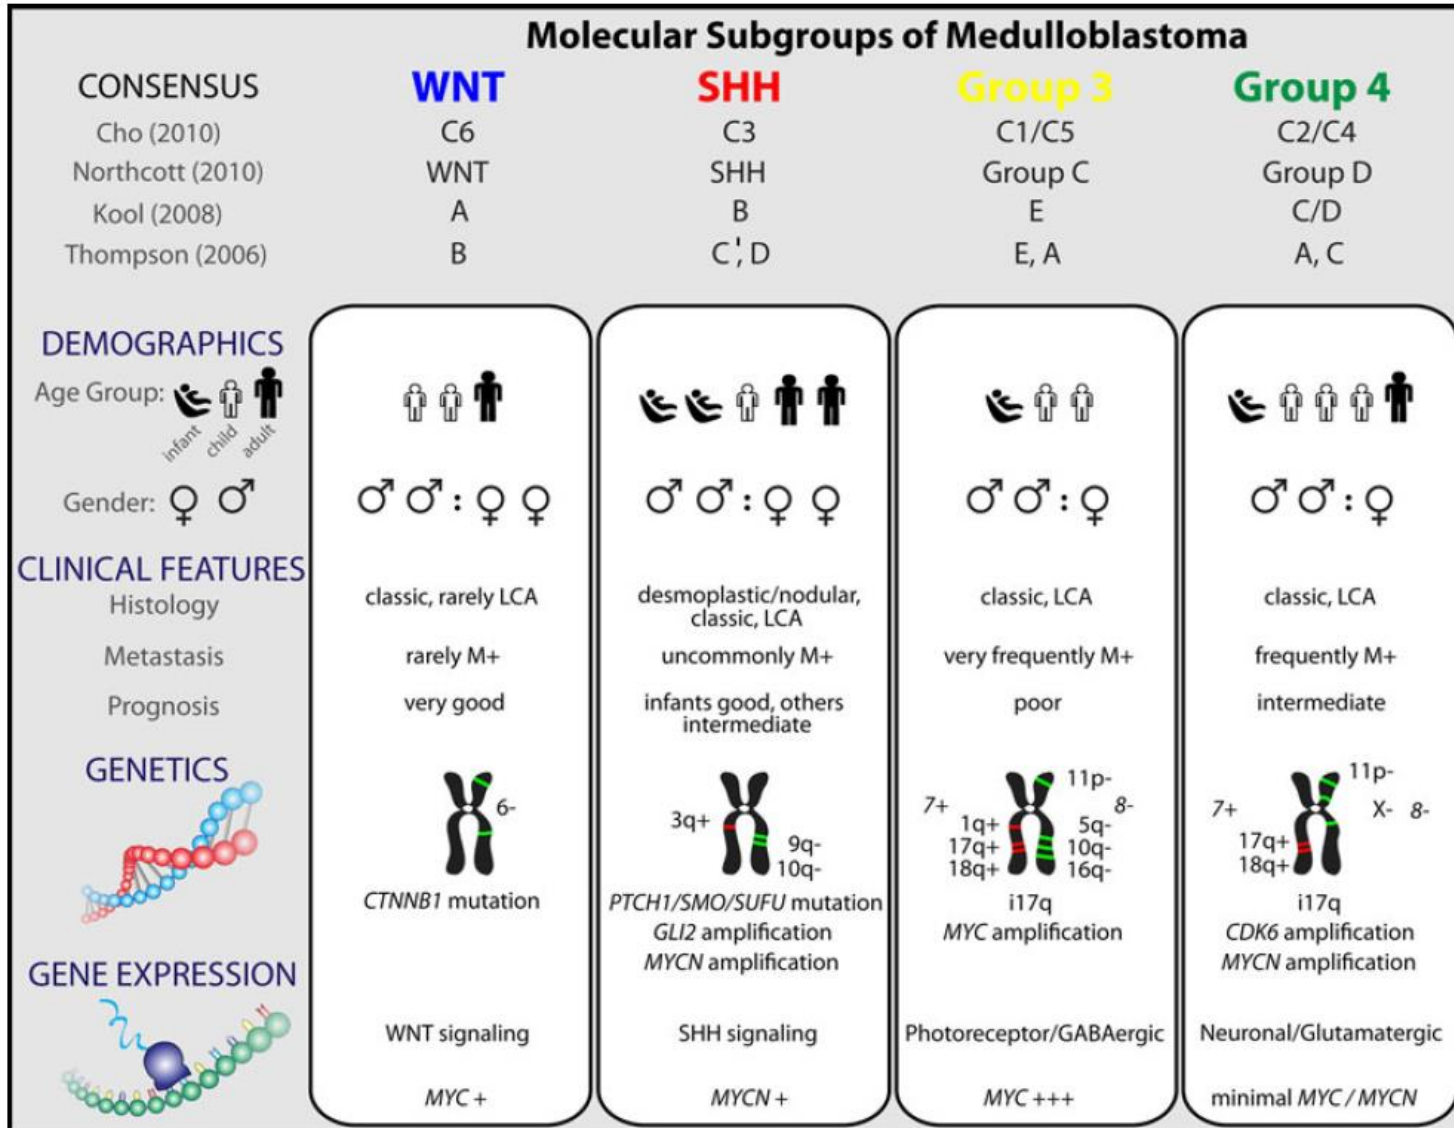 Molecular Subgroups of Medulloblastoma
CONSENSUS WNT SHH Group 3 Group 4
Cho (2010) C6 C3 C1/C5 C2/C4
Northcott (2010) WNT SHH Group C Group D
Kool (2008) A B E C/D
Thompson (2006) B C', D E, A A, C
DEMOGRAPHICS
Age Group:
infant child adult
Gender: ♀ ♂ ♂ ♂ : ♀ ♀ ♂ ♂ : ♀ ♀ ♂ ♂ : ♀ ♂ ♂ : ♀
CLINICAL FEATURES
Histology classic, rarely LCA desmoplastic/nodular, classic, LCA classic, LCA
classic, LCA
Metastasis rarely M+ uncommonly M+ very frequently M+ frequently M+
Prognosis very good infants good, others poor intermediate
intermediate
GENETICS
6- 3q+ 9q- 10q- 7+ 1q+ 17q+ 18q+ 11p- 8- 5q- 10q- 16q- 7+ 17q+ 18q+ 11p- X- 8-
CTNNB1 mutation PTCH1/SMO/SUFU mutation i17q i17q
GLI2 amplification MYC amplification CDK6 amplification
MYCN amplification MYCN amplification
GENE EXPRESSION
WNT signaling SHH signaling Photoreceptor/GABAergic Neuronal/Glutamatergic
MYC + MYCN + MYC +++ minimal MYC / MYCN